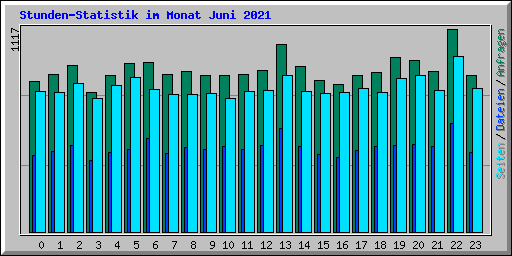 Stunden-Statistik im Monat Juni 2021
1117
Seiten / Dateien / Anfragen
0 1 2 3 4 5 6 7 8 9 10 11 12 13 14 15 16 17 18 19 20 21 22 23